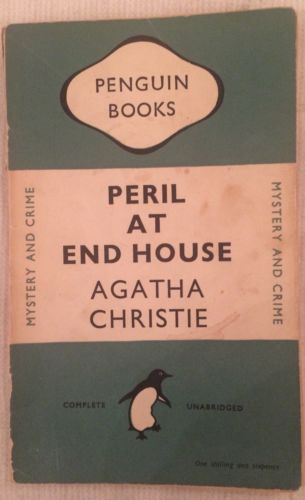 PENGUIN
BOOKS
MYSTERY AND CRIME
PERIL
AT
END HOUSE
AGATHA
CHRISTIE
MYSTERY AND CRIME
COMPLETE UNABRIDGED
One shilling and sixpence